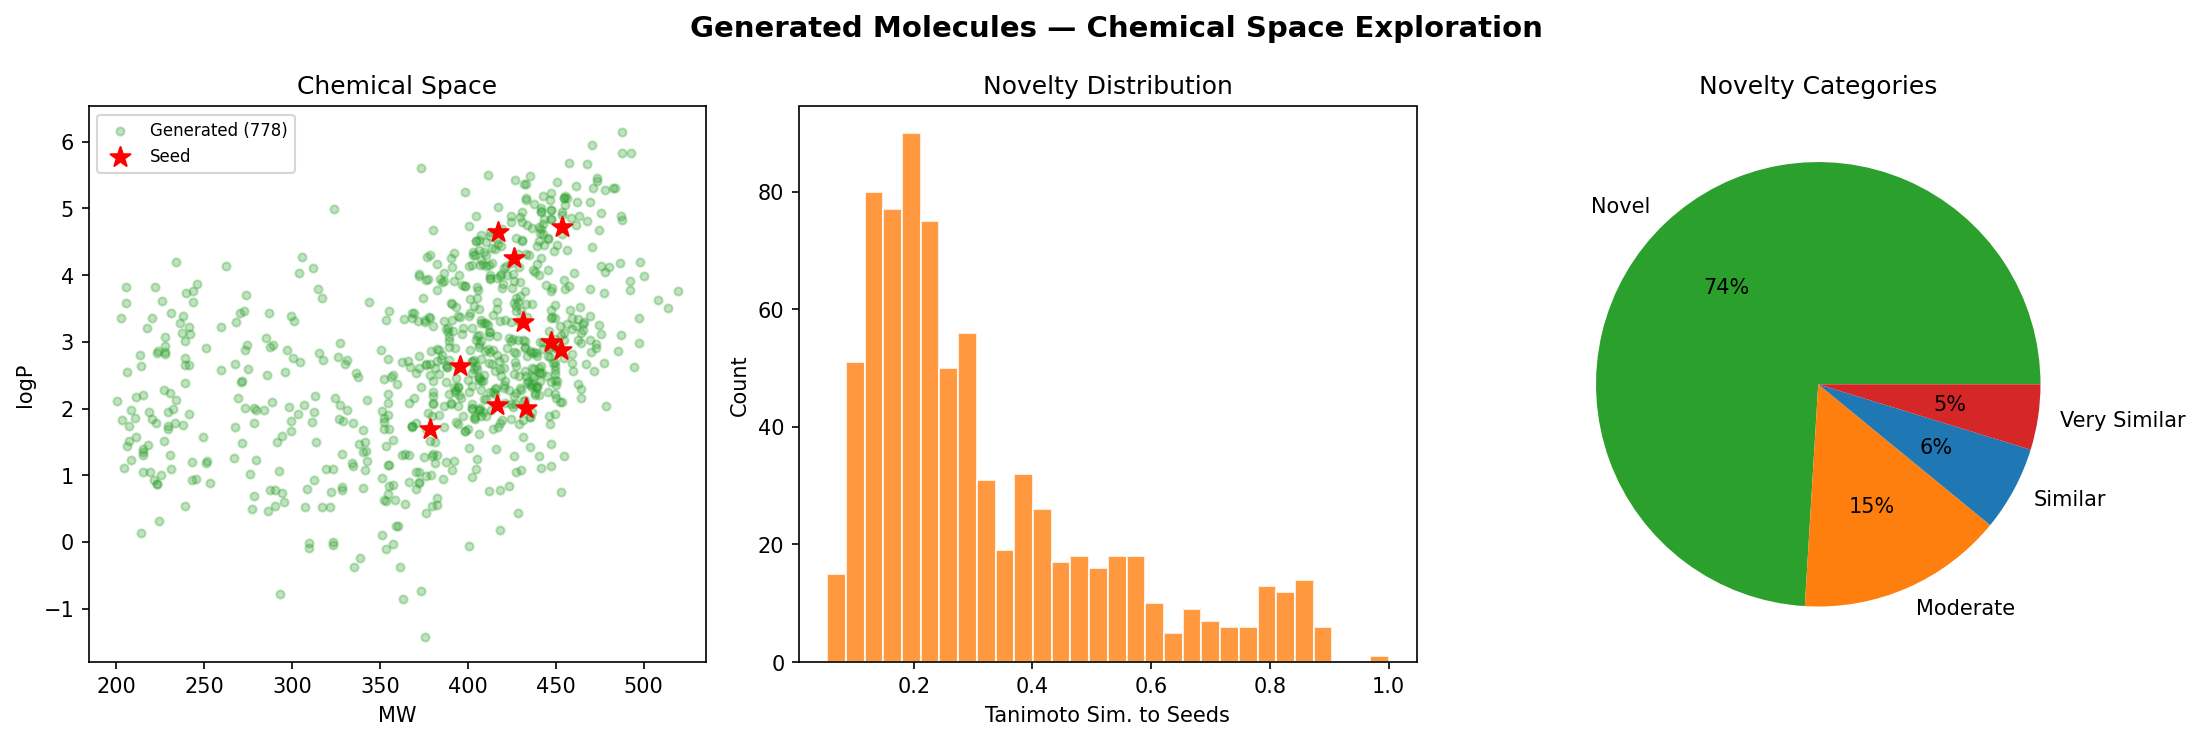 Generated Molecules — Chemical Space Exploration
Chemical Space
Generated (778)
Seed
6
5
4
3
2
1
0
−1
logP
200
250
300
350
400
450
500
MW
Novelty Distribution
80
60
40
20
0
Count
0.2
0.4
0.6
0.8
1.0
Tanimoto Sim. to Seeds
Novelty Categories
Novel
74%
5%
Very Similar
6%
Similar
15%
Moderate